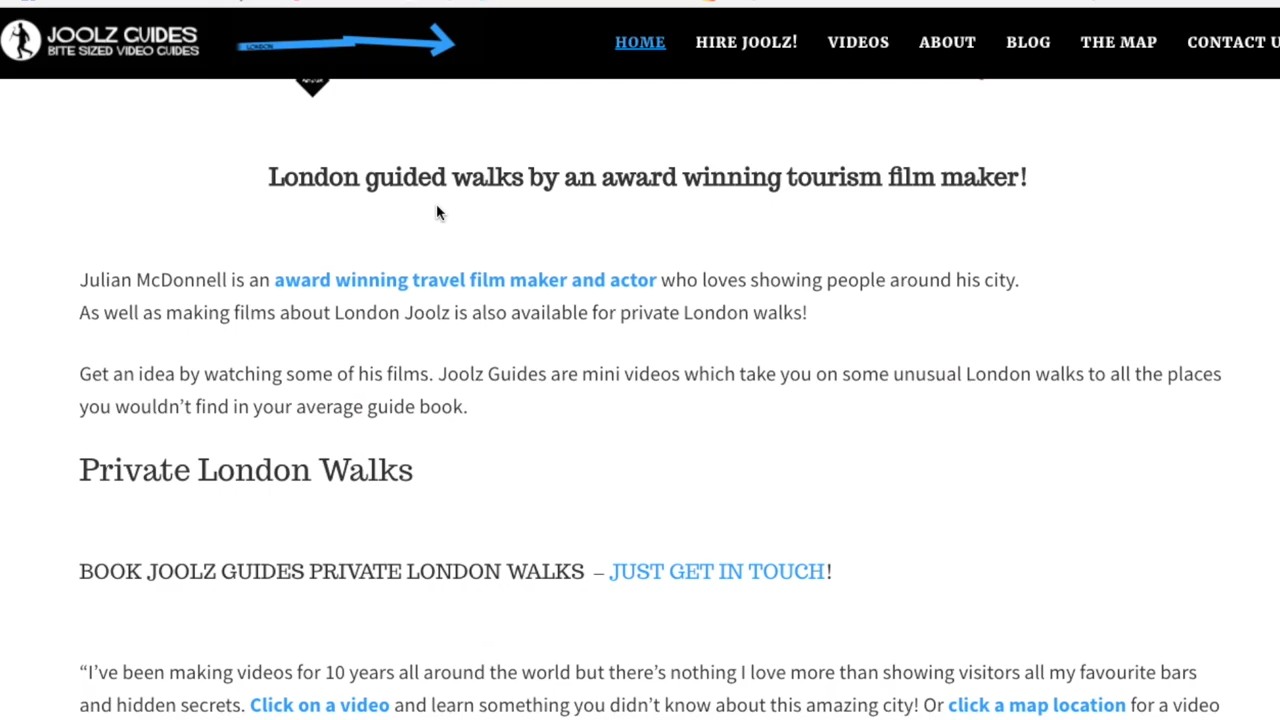 JOOLZ GUIDES
BITE SIZED VIDEO GUIDES
LONDON
HOME HIRE JOOLZ! VIDEOS ABOUT BLOG THE MAP CONTACT U
London guided walks by an award winning tourism film maker!
Julian McDonnell is an award winning travel film maker and actor who loves showing people around his city.
As well as making films about London Joolz is also available for private London walks!
Get an idea by watching some of his films. Joolz Guides are mini videos which take you on some unusual London walks to all the places
you wouldn’t find in your average guide book.
Private London Walks
BOOK JOOLZ GUIDES PRIVATE LONDON WALKS – JUST GET IN TOUCH!
“I’ve been making videos for 10 years all around the world but there’s nothing I love more than showing visitors all my favourite bars
and hidden secrets. Click on a video and learn something you didn’t know about this amazing city! Or click a map location for a video